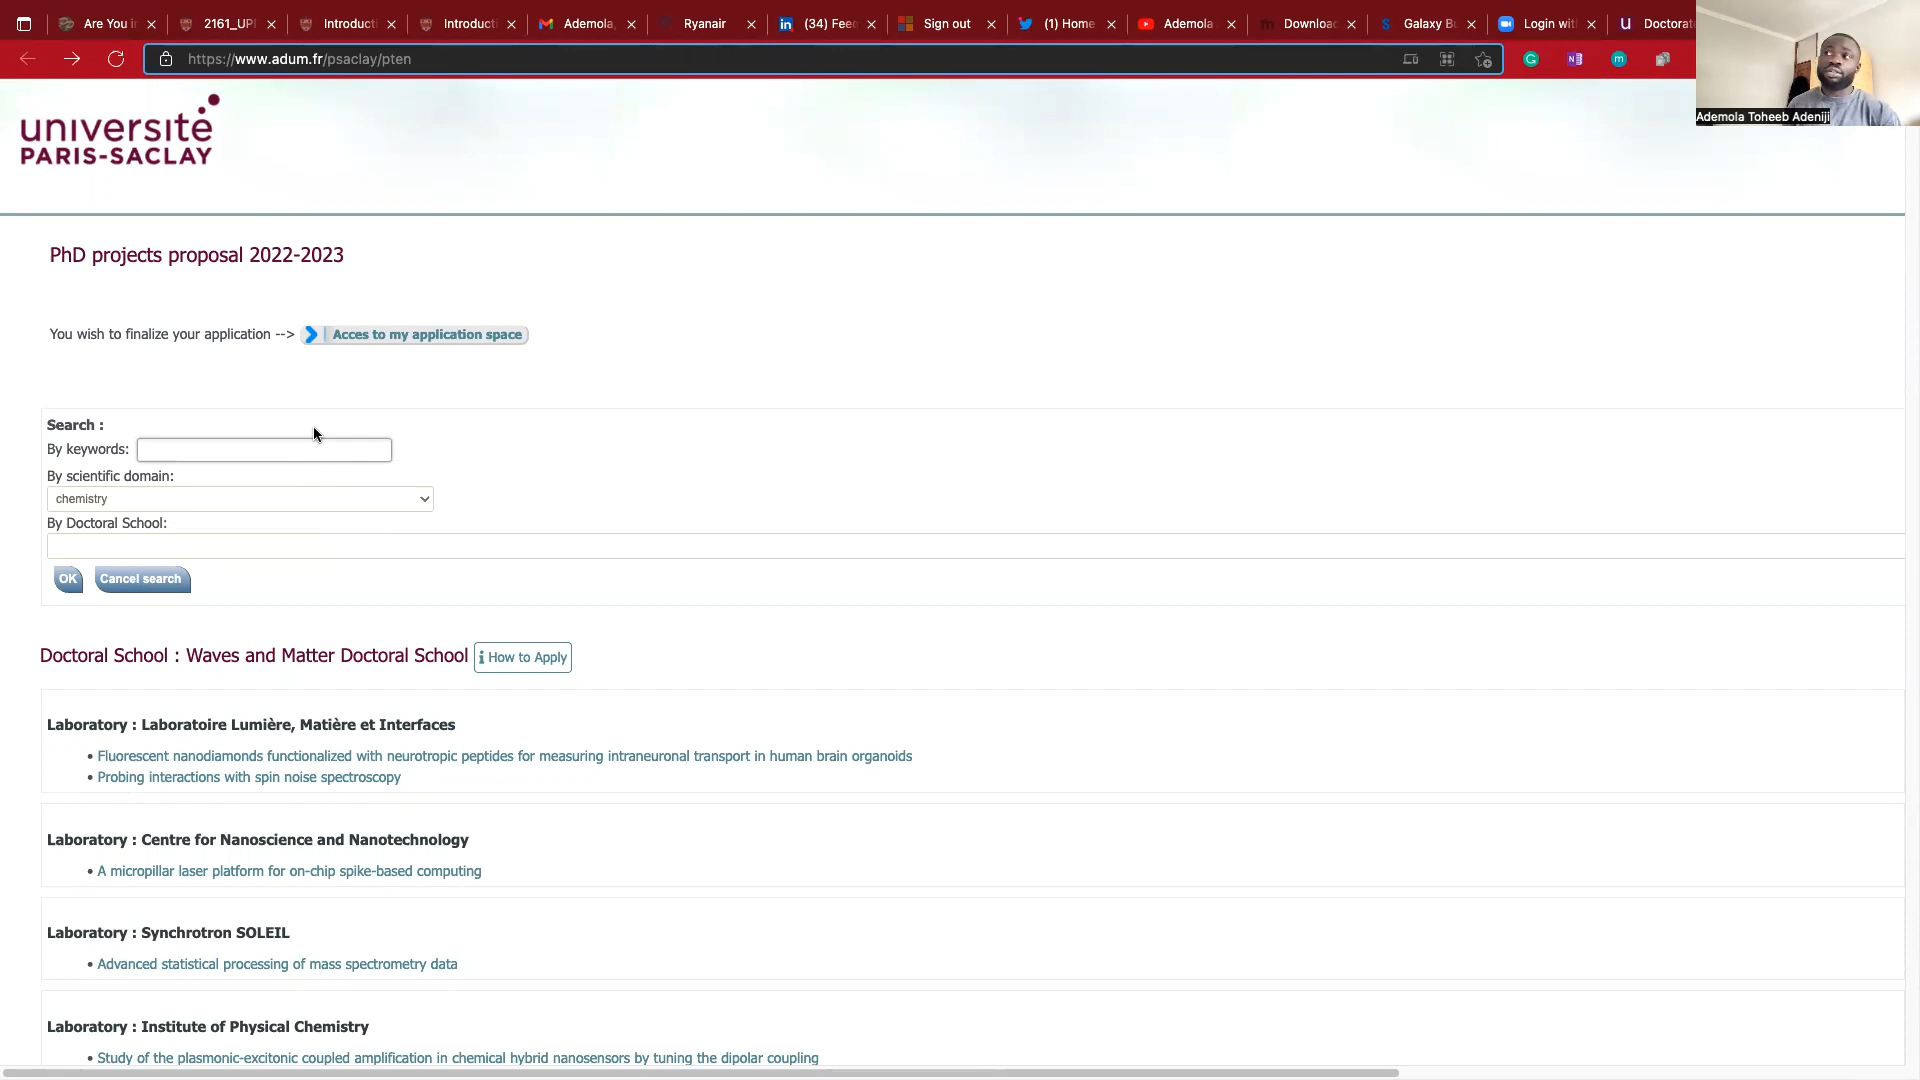 Are You i
2161_UP
Introducti
Introducti
Ademola,
Ryanair
(34) Feed
Sign out
(1) Home
Ademola
Download
Galaxy Bu
Login wit
Doctorate
https://www.adum.fr/psaclay/pten
Ademola Toheeb Adeniji
université
PARIS-SACLAY
PhD projects proposal 2022-2023
You wish to finalize your application --> Acces to my application space
Search :
By keywords:
By scientific domain:
chemistry
By Doctoral School:
OK Cancel search
Doctoral School : Waves and Matter Doctoral School i How to Apply
Laboratory : Laboratoire Lumière, Matière et Interfaces
• Fluorescent nanodiamonds functionalized with neurotropic peptides for measuring intraneuronal transport in human brain organoids
• Probing interactions with spin noise spectroscopy
Laboratory : Centre for Nanoscience and Nanotechnology
• A micropillar laser platform for on-chip spike-based computing
Laboratory : Synchrotron SOLEIL
• Advanced statistical processing of mass spectrometry data
Laboratory : Institute of Physical Chemistry
• Study of the plasmonic-excitonic coupled amplification in chemical hybrid nanosensors by tuning the dipolar coupling